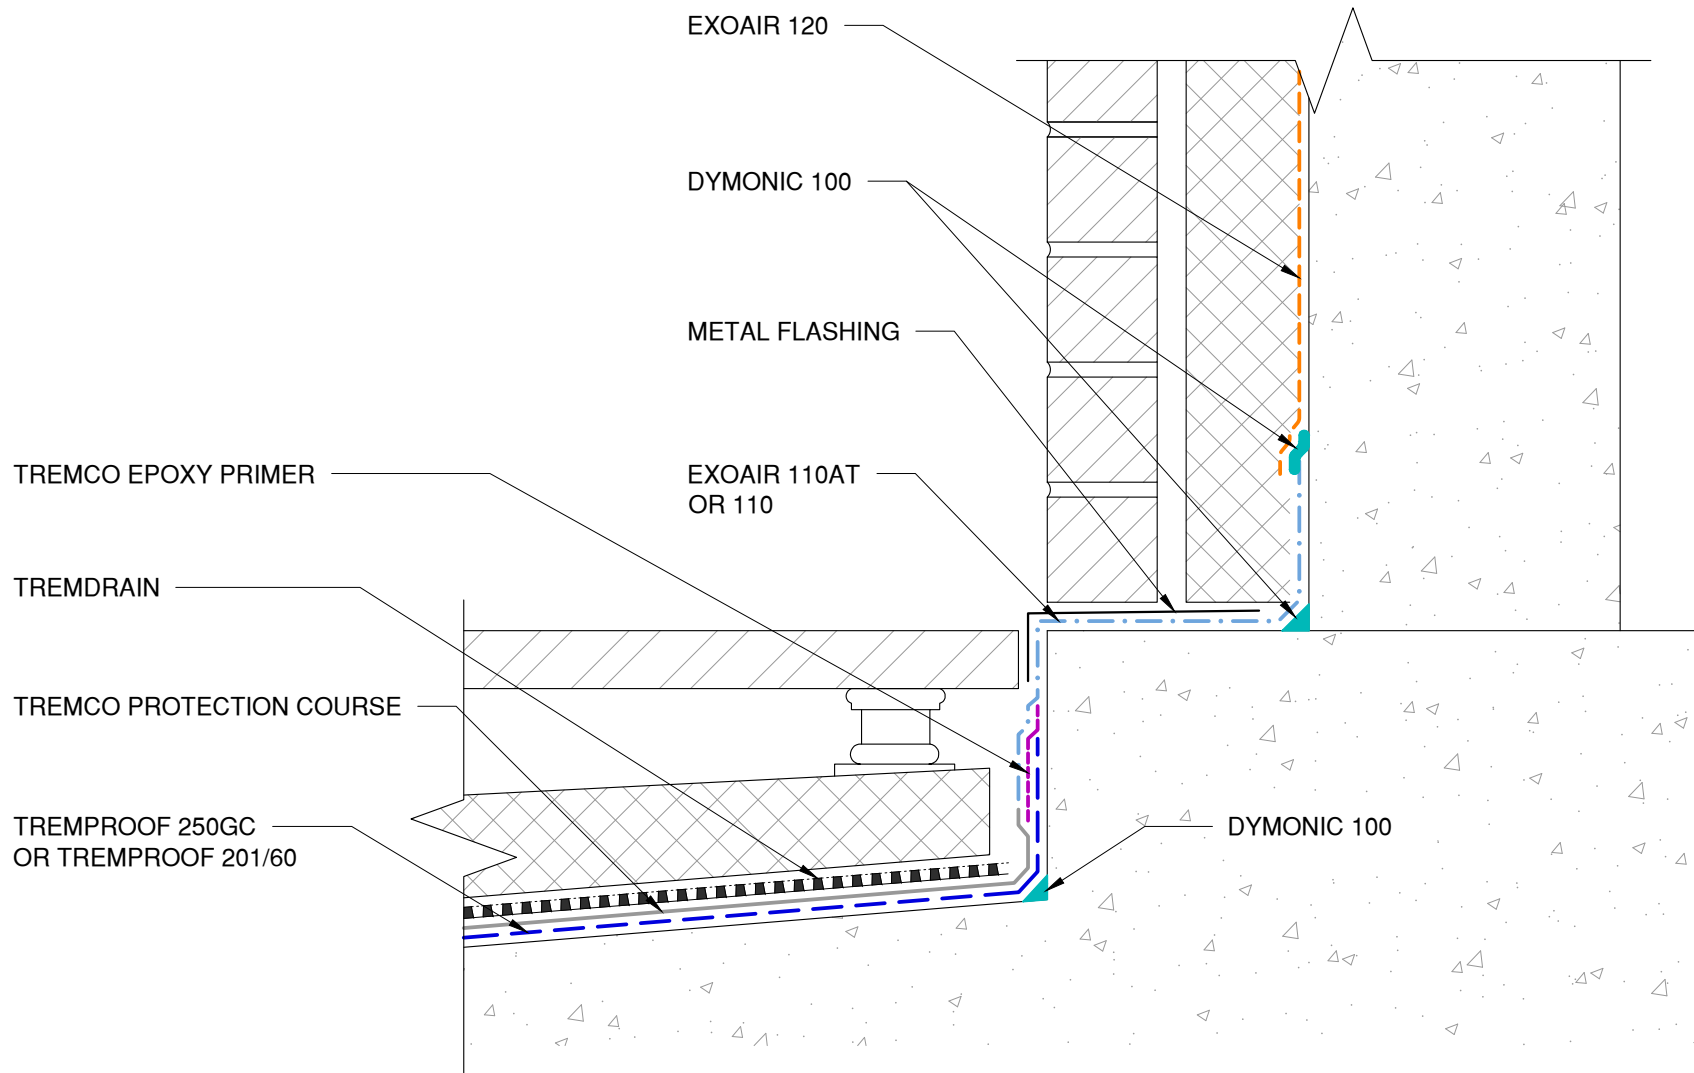 EXOAIR 120
DYMONIC 100
METAL FLASHING
TREMCO EPOXY PRIMER
EXOAIR 110AT
OR 110
TREMDRAIN
TREMCO PROTECTION COURSE
TREMPROOF 250GC
OR TREMPROOF 201/60
DYMONIC 100